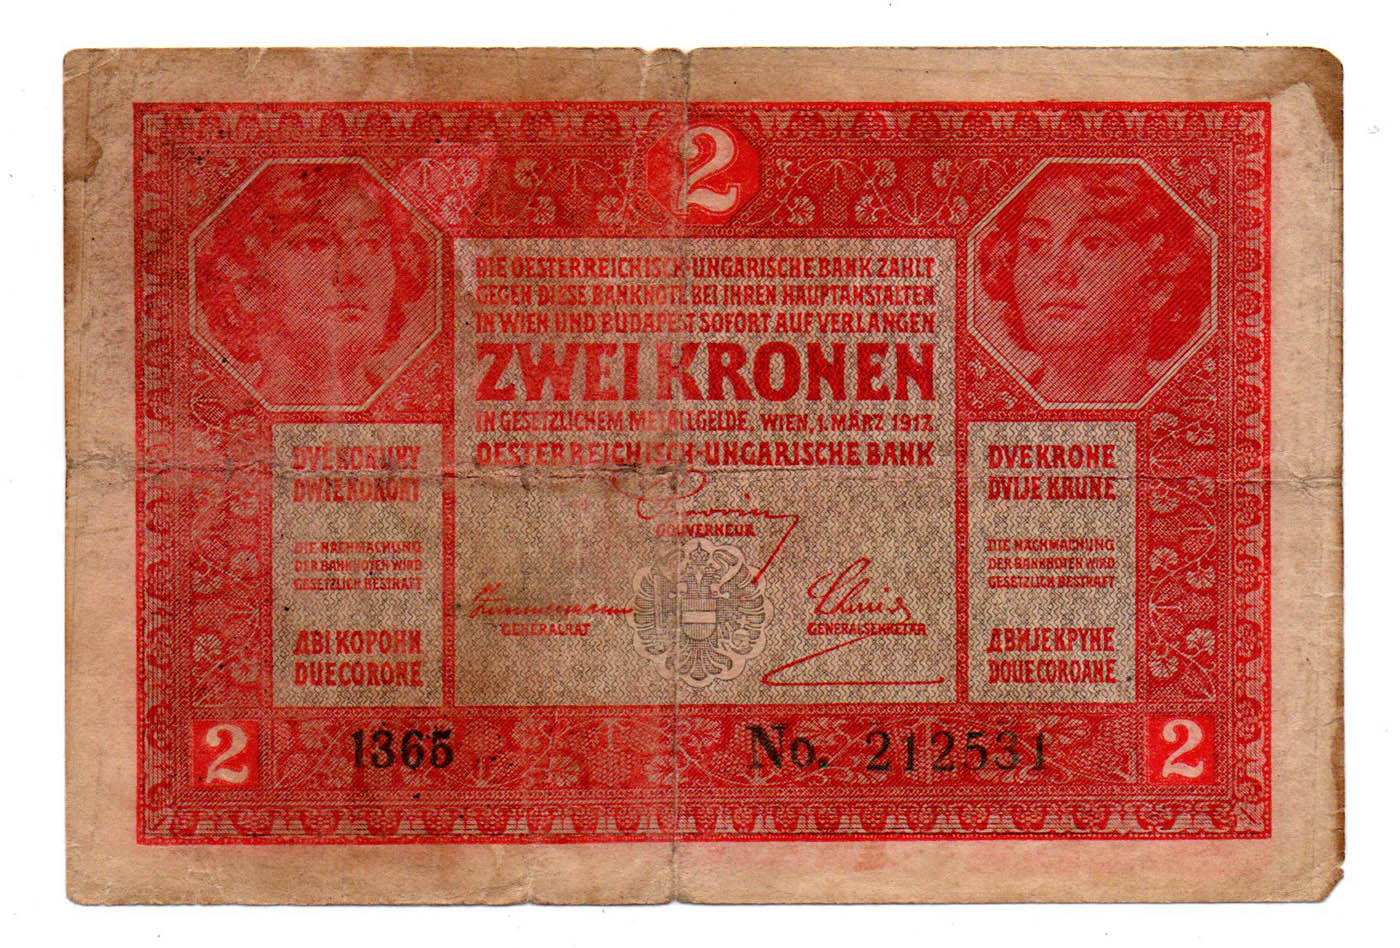 2
DIE OESTERREICHISCH-UNGARISCHE BANK ZAHLT
GEGEN DIESE BANKNOTE BEI IHREN HAUPTANSTALTEN
IN WIEN UND BUDAPEST SOFORT AUF VERLANGEN
ZWEI KRONEN
IN GESETZLICHEM METALLGELDE. WIEN, 1. MÄRZ 1917.
OESTERREICHISCH-UNGARISCHE BANK
GOUVERNEUR
GENERALRAT
GENERALSEKRETÄR
DVĚ KORUNY
DWIE KORONY
DIE NACHMACHUNG
DER BANKNOTEN WIRD
GESETZLICH BESTRAFT
ДВІ КОРОНИ
DUE CORONE
DVE KRONE
DVIJE KRUNE
DIE NACHMACHUNG
DER BANKNOTEN WIRD
GESETZLICH BESTRAFT
ДВИЈЕ КРУНЕ
DOUE COROANE
2
1365
No. 212531
2